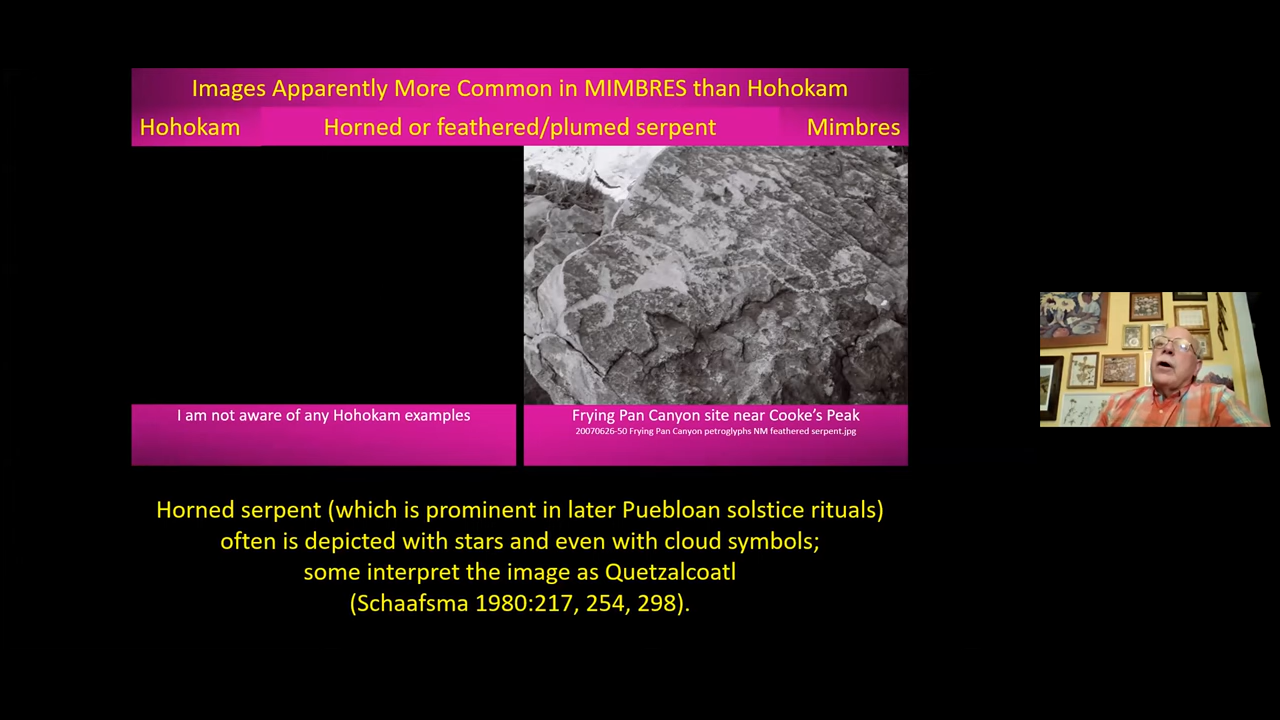 Images Apparently More Common in MIMBRES than Hohokam
Hohokam Horned or feathered/plumed serpent Mimbres
I am not aware of any Hohokam examples
Frying Pan Canyon site near Cooke's Peak
20070626-50 Frying Pan Canyon petroglyphs NM feathered serpent.jpg
Horned serpent (which is prominent in later Puebloan solstice rituals)
often is depicted with stars and even with cloud symbols;
some interpret the image as Quetzalcoatl
(Schaafsma 1980:217, 254, 298).